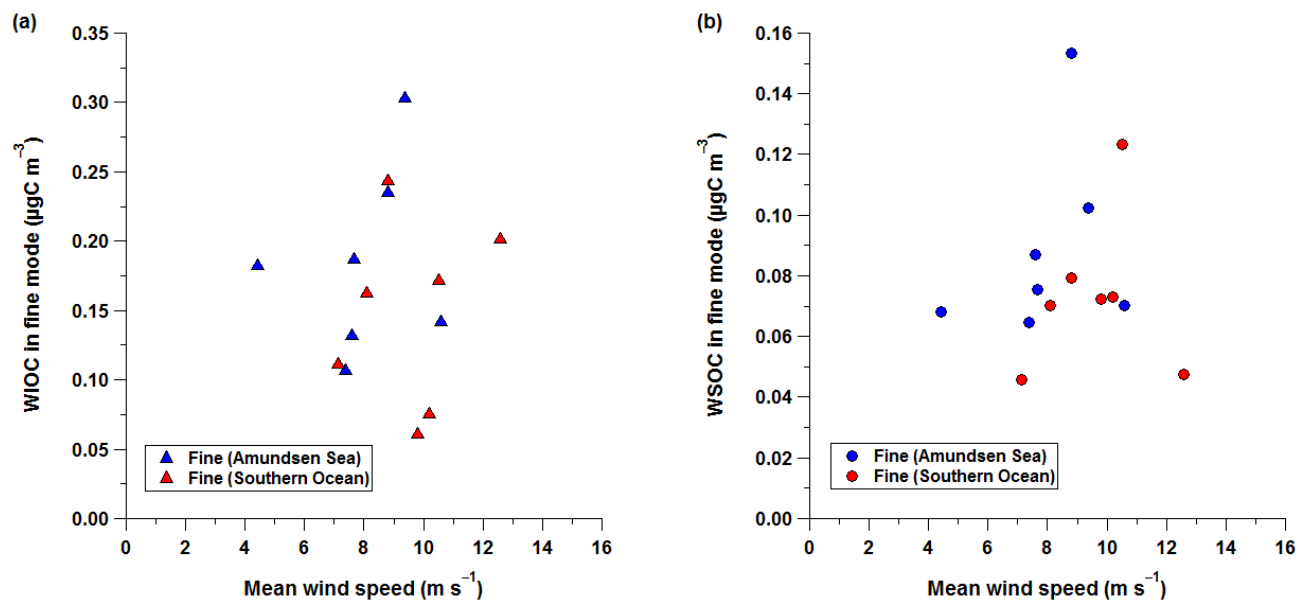 (a)
0.35
0.30
0.25
0.20
0.15
0.10
0.05
0.00
WIOC in fine mode (µgC m⁻³)
Fine (Amundsen Sea)
Fine (Southern Ocean)
0 2 4 6 8 10 12 14 16
Mean wind speed (m s⁻¹)
(b)
0.16
0.14
0.12
0.10
0.08
0.06
0.04
0.02
0.00
WSOC in fine mode (µgC m⁻³)
Fine (Amundsen Sea)
Fine (Southern Ocean)
0 2 4 6 8 10 12 14 16
Mean wind speed (m s⁻¹)